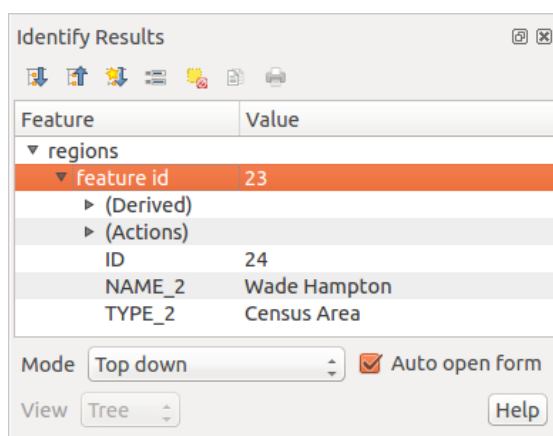 Identify Results
Feature Value
regions
feature id 23
(Derived)
(Actions)
ID 24
NAME_2 Wade Hampton
TYPE_2 Census Area
Mode Top down Auto open form
View Tree Help